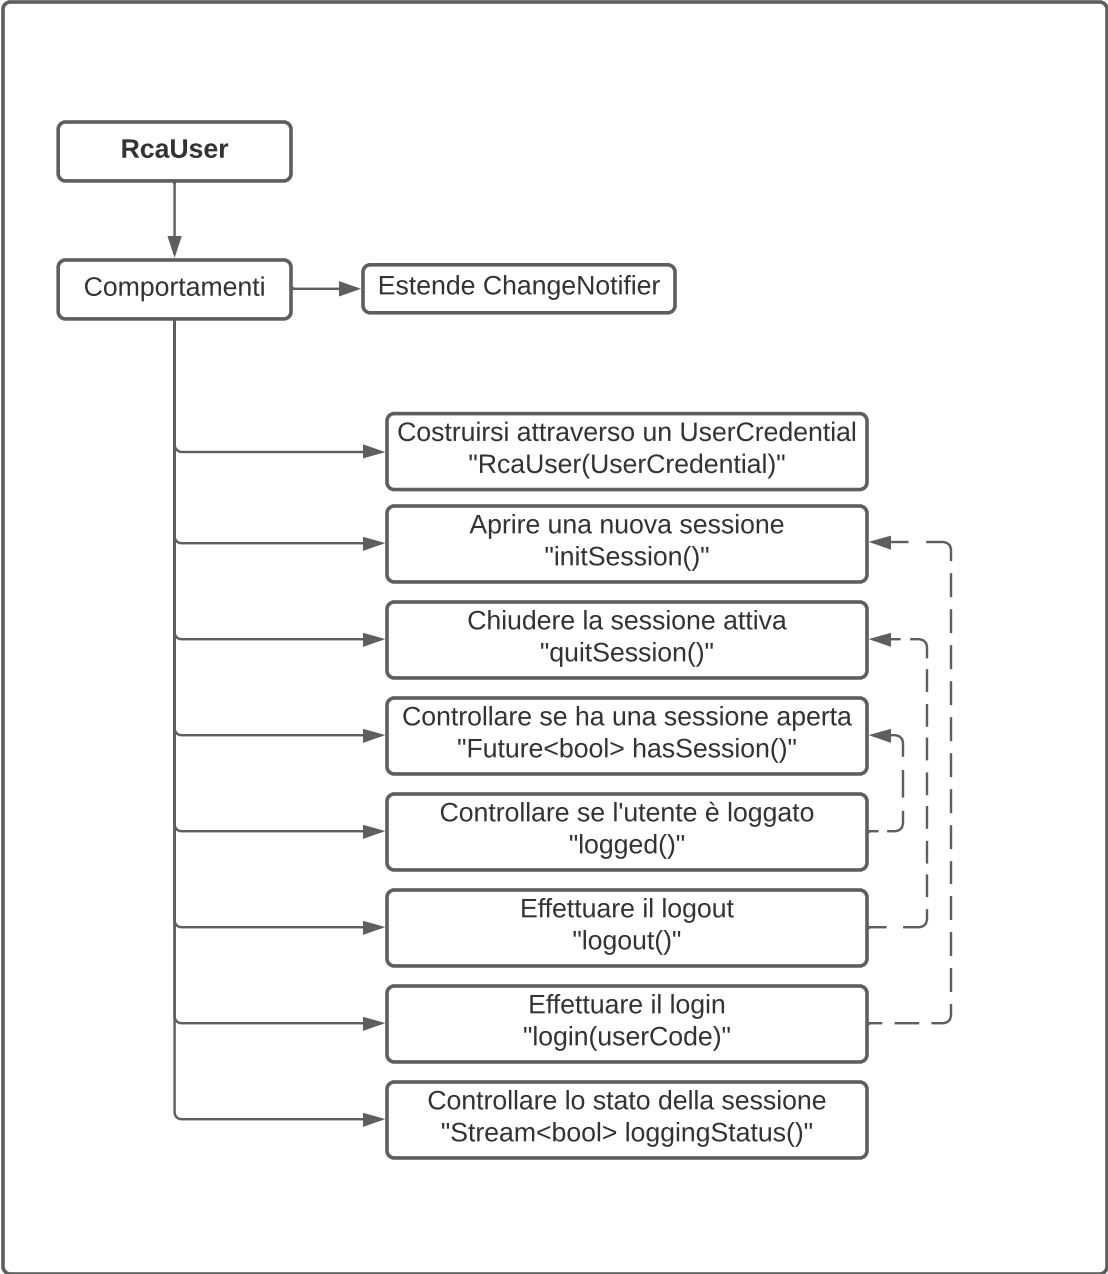 RcaUser
Comportamenti
Estende ChangeNotifier
Costruirsi attraverso un UserCredential
"RcaUser(UserCredential)"
Aprire una nuova sessione
"initSession()"
Chiudere la sessione attiva
"quitSession()"
Controllare se ha una sessione aperta
"Future<bool> hasSession()"
Controllare se l'utente è loggato
"logged()"
Effettuare il logout
"logout()"
Effettuare il login
"login(userCode)"
Controllare lo stato della sessione
"Stream<bool> loggingStatus()"